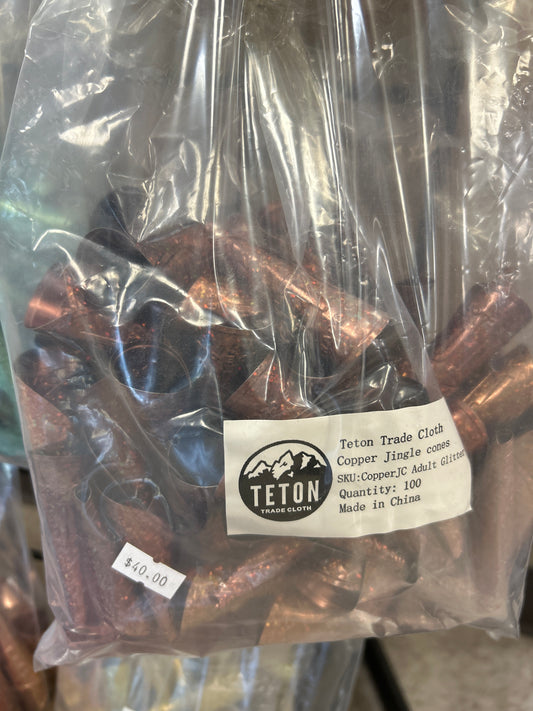 TETON
TRADE CLOTH
Teton Trade Cloth
Copper Jingle cones
SKU:CopperJC Adult Glitter
Quantity: 100
Made in China
$40.00